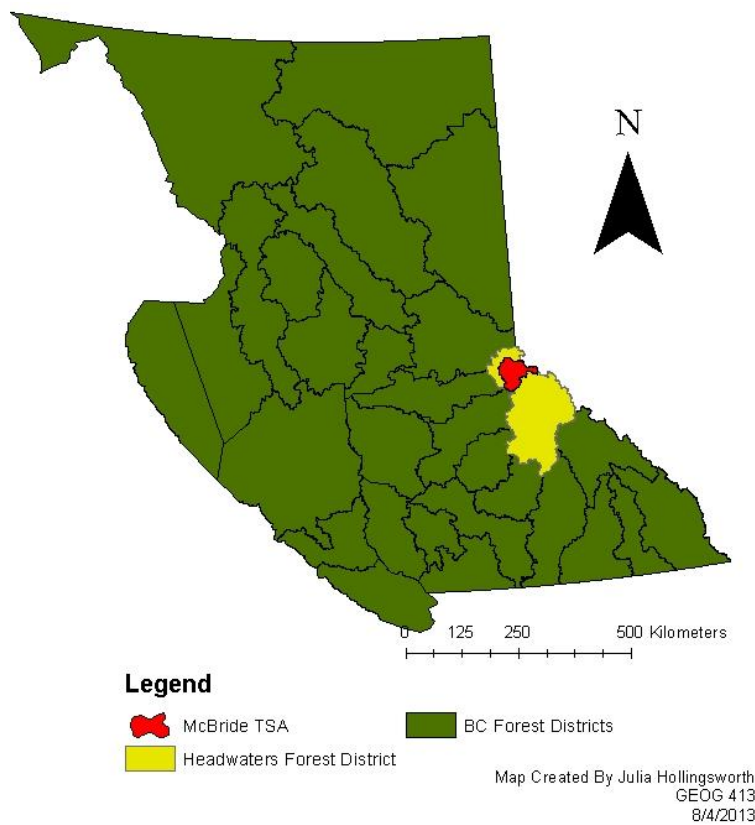 N
0 125 250 500 Kilometers
Legend
McBride TSA
BC Forest Districts
Headwaters Forest District
Map Created By Julia Hollingsworth
GEOG 413
8/4/2013